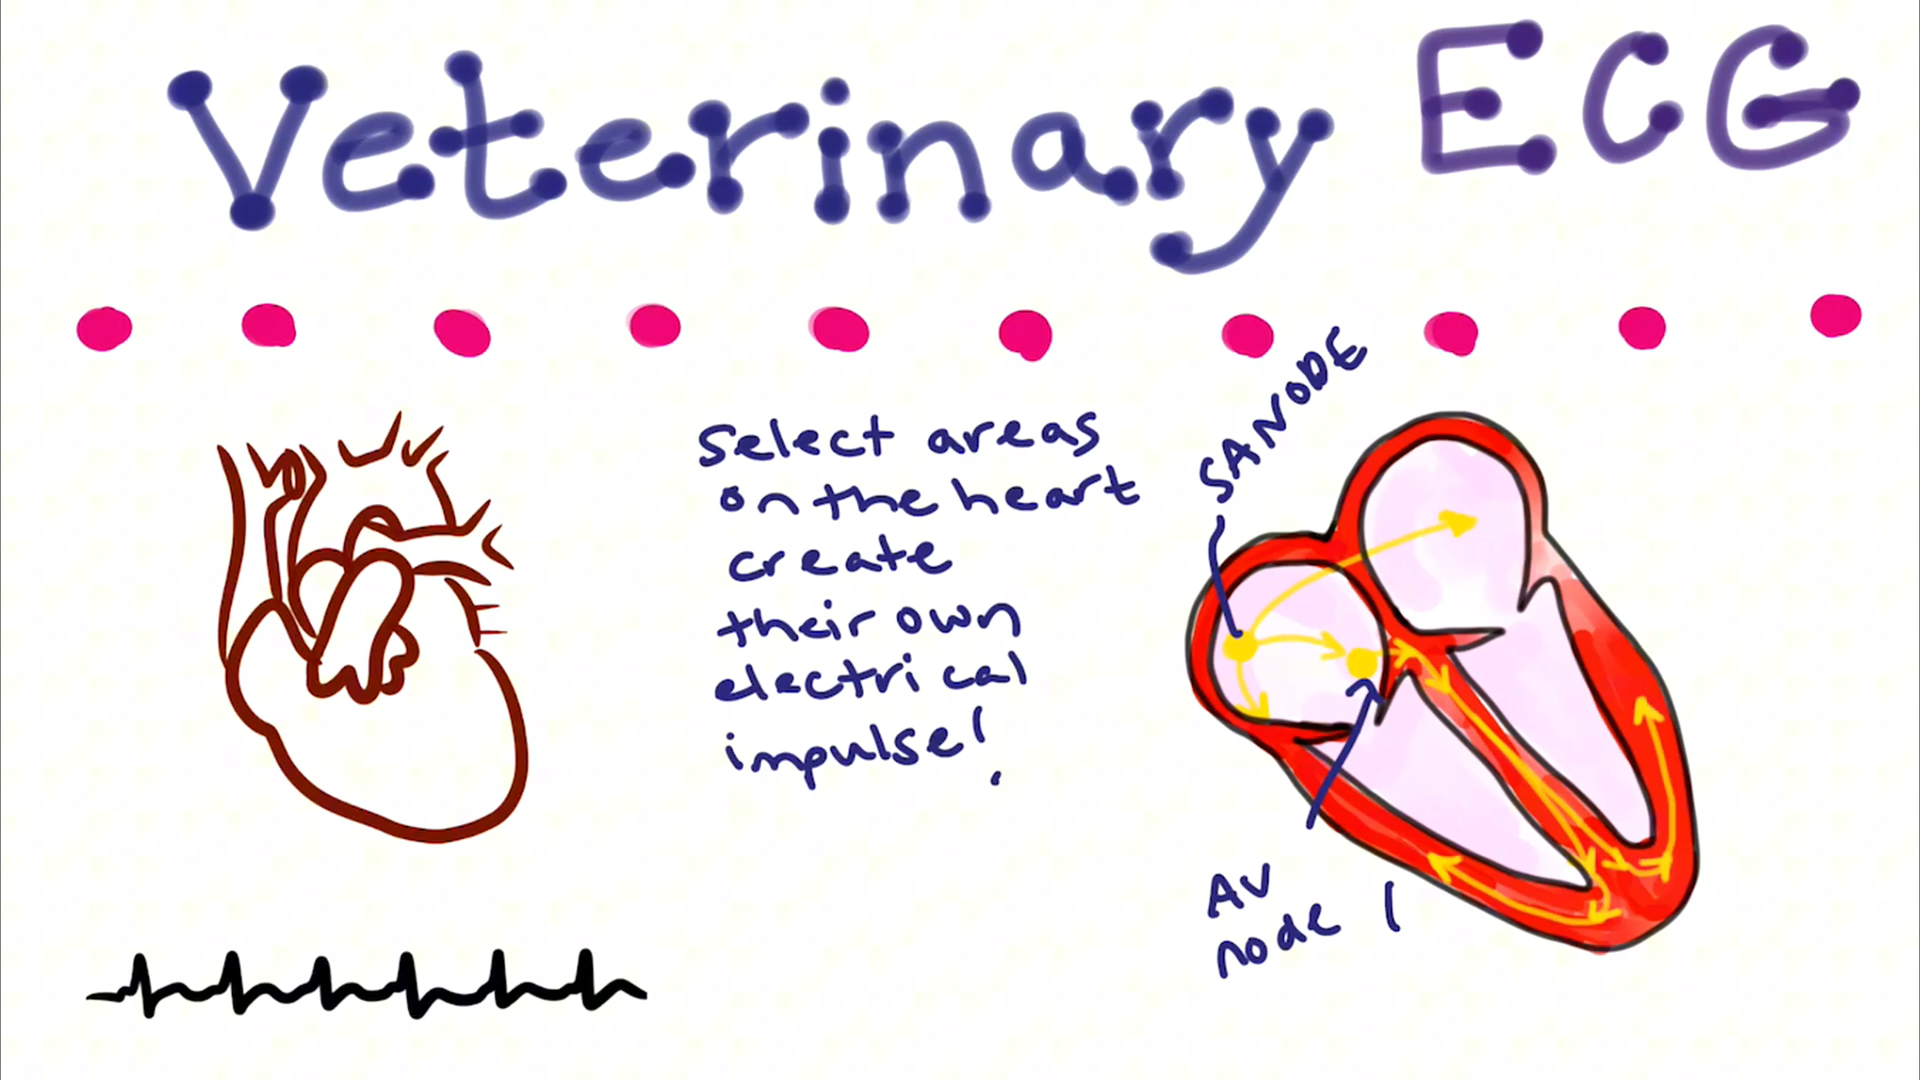 Veterinary ECG
Select areas
on the heart
create
their own
electrical
impulse!
SA NODE
AV
node